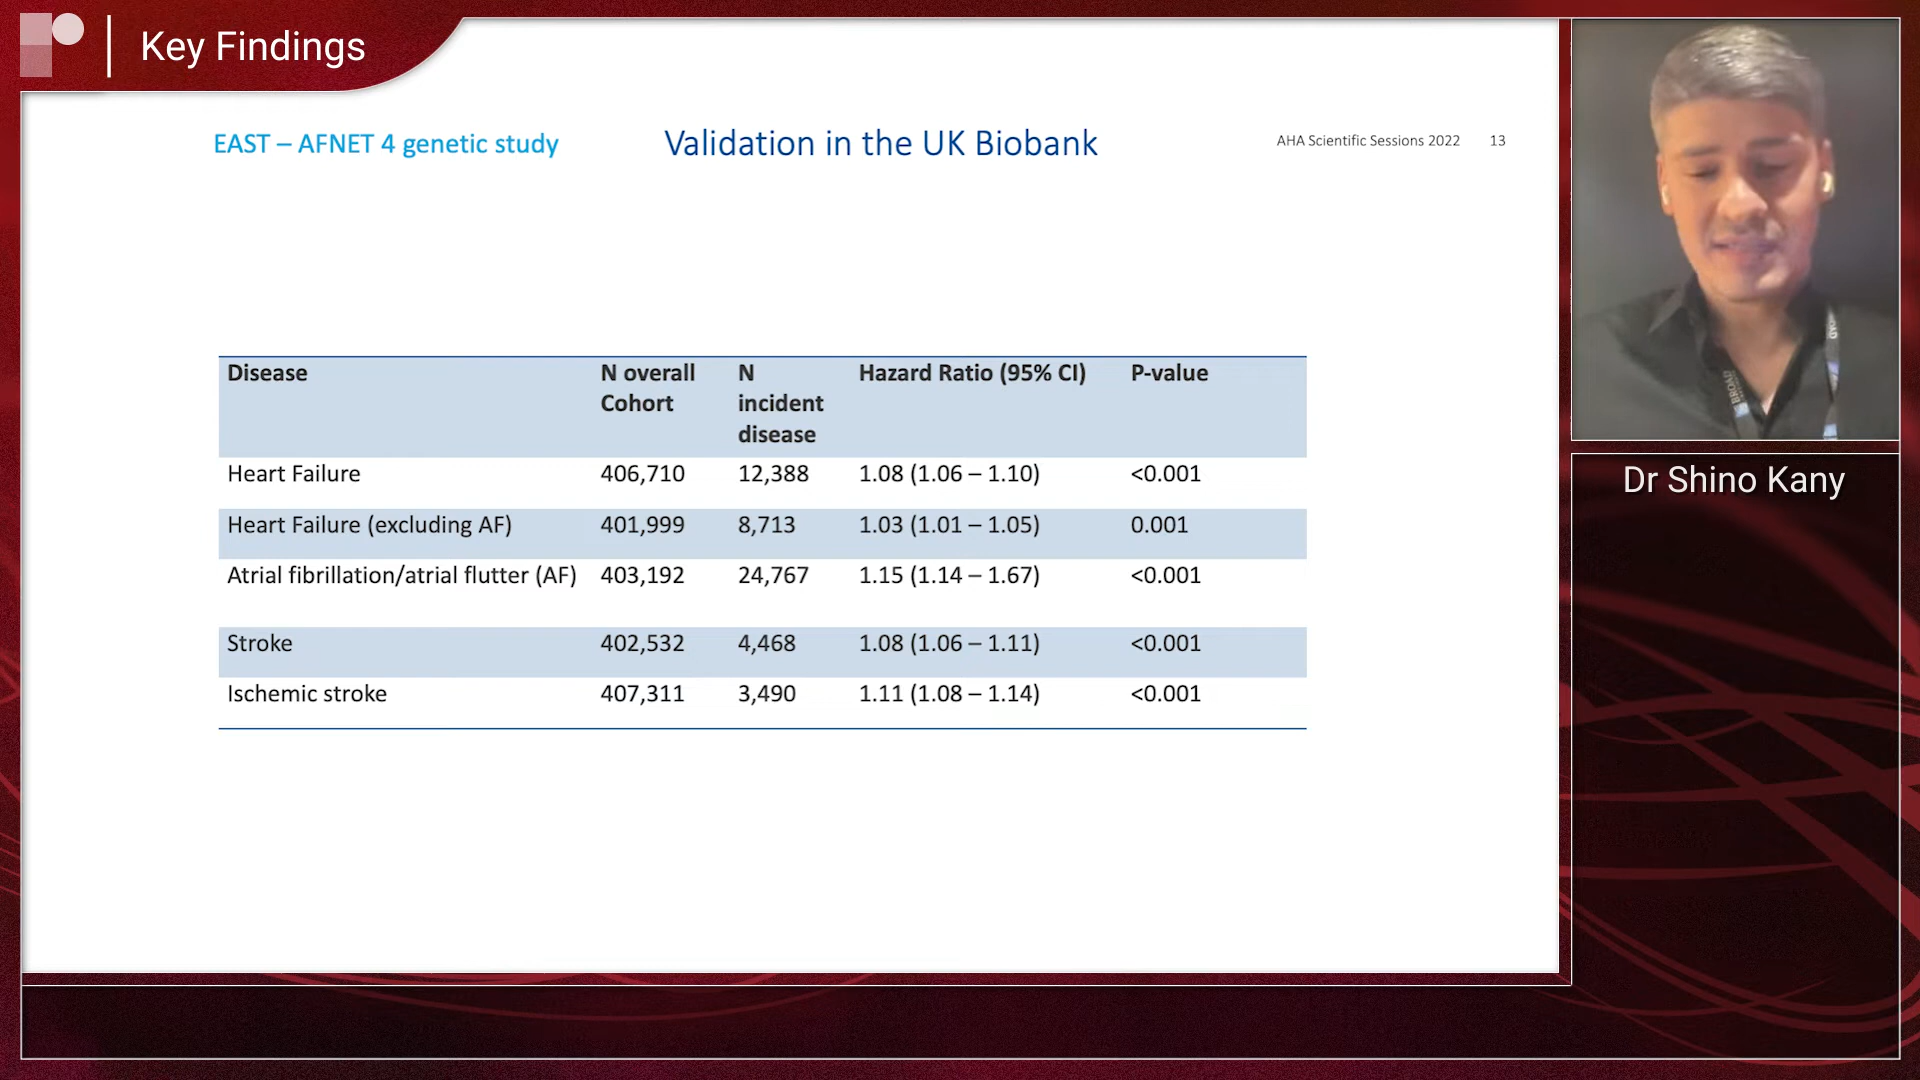 Key Findings
EAST – AFNET 4 genetic study
Validation in the UK Biobank
AHA Scientific Sessions 2022 13
Disease N overall Cohort N incident disease Hazard Ratio (95% CI) P-value
Heart Failure 406,710 12,388 1.08 (1.06 – 1.10) <0.001
Heart Failure (excluding AF) 401,999 8,713 1.03 (1.01 – 1.05) 0.001
Atrial fibrillation/atrial flutter (AF) 403,192 24,767 1.15 (1.14 – 1.67) <0.001
Stroke 402,532 4,468 1.08 (1.06 – 1.11) <0.001
Ischemic stroke 407,311 3,490 1.11 (1.08 – 1.14) <0.001
BROAD
Dr Shino Kany